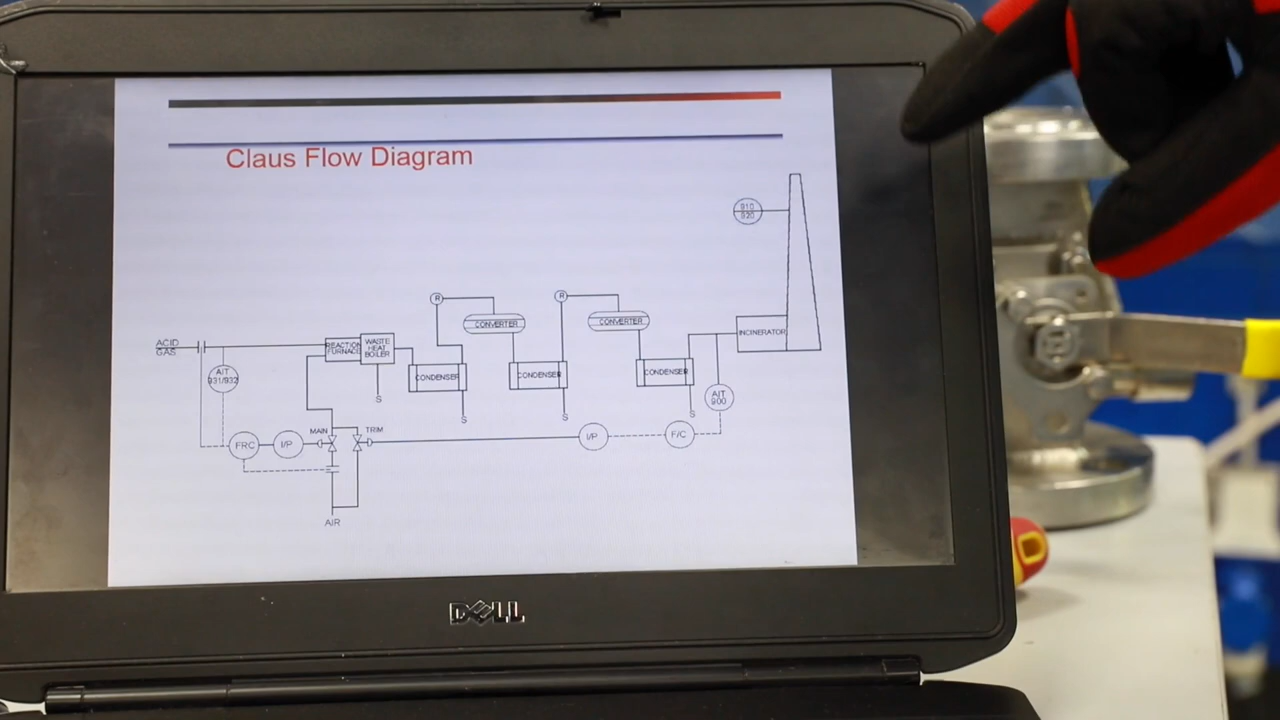 Claus Flow Diagram
910
920
R
R
CONVERTER
CONVERTER
INCINERATOR
ACID
GAS
REACTION
FURNACE
WASTE
HEAT
BOILER
AIT
931/932
CONDENSER
CONDENSER
CONDENSER
AIT
900
S
S
S
S
MAIN
TRIM
FRC
I/P
I/P
F/C
AIR
DELL